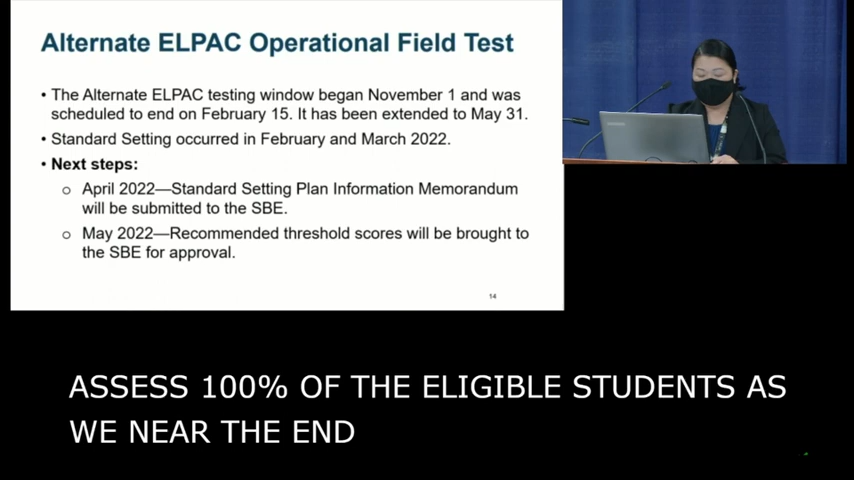 Alternate ELPAC Operational Field Test
• The Alternate ELPAC testing window began November 1 and was
scheduled to end on February 15. It has been extended to May 31.
• Standard Setting occurred in February and March 2022.
• Next steps:
o April 2022—Standard Setting Plan Information Memorandum
will be submitted to the SBE.
o May 2022—Recommended threshold scores will be brought to
the SBE for approval.
14
ASSESS 100% OF THE ELIGIBLE STUDENTS AS
WE NEAR THE END